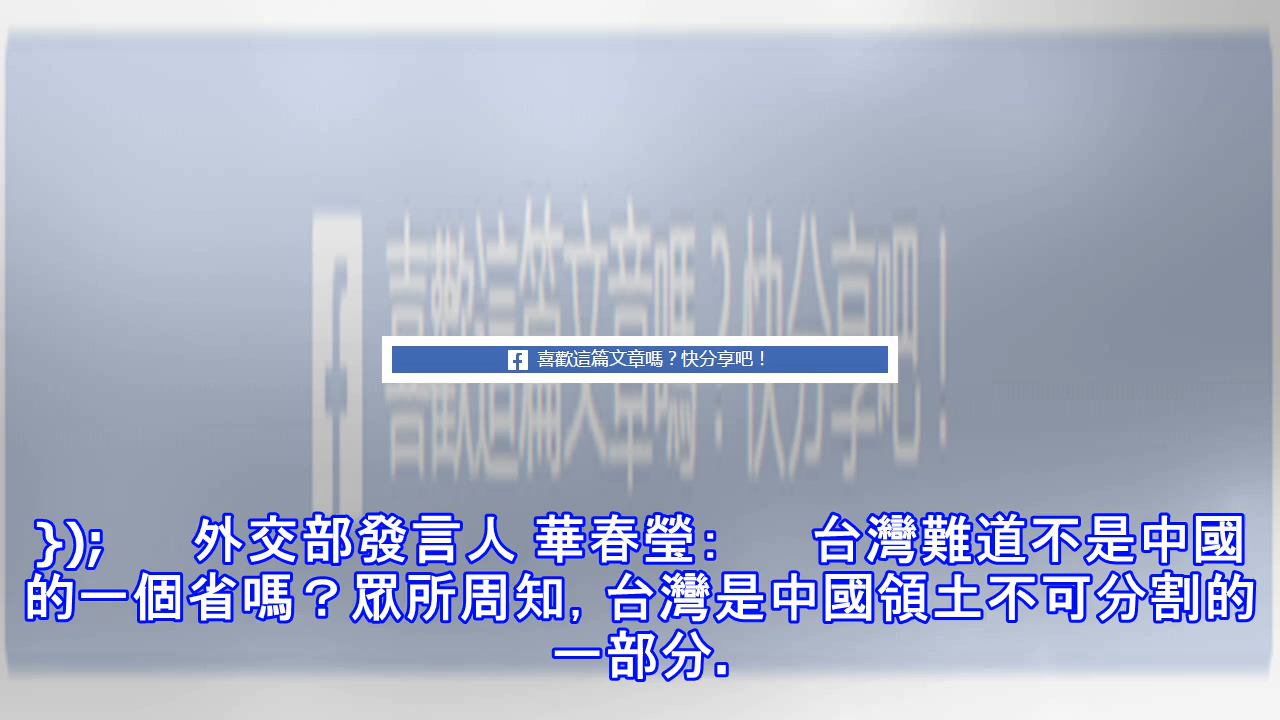 喜歡這篇文章嗎？快分享吧！
喜歡這篇文章嗎？快分享吧！
}); 外交部發言人 華春瑩： 台灣難道不是中國
的一個省嗎？眾所周知, 台灣是中國領土不可分割的
一部分.